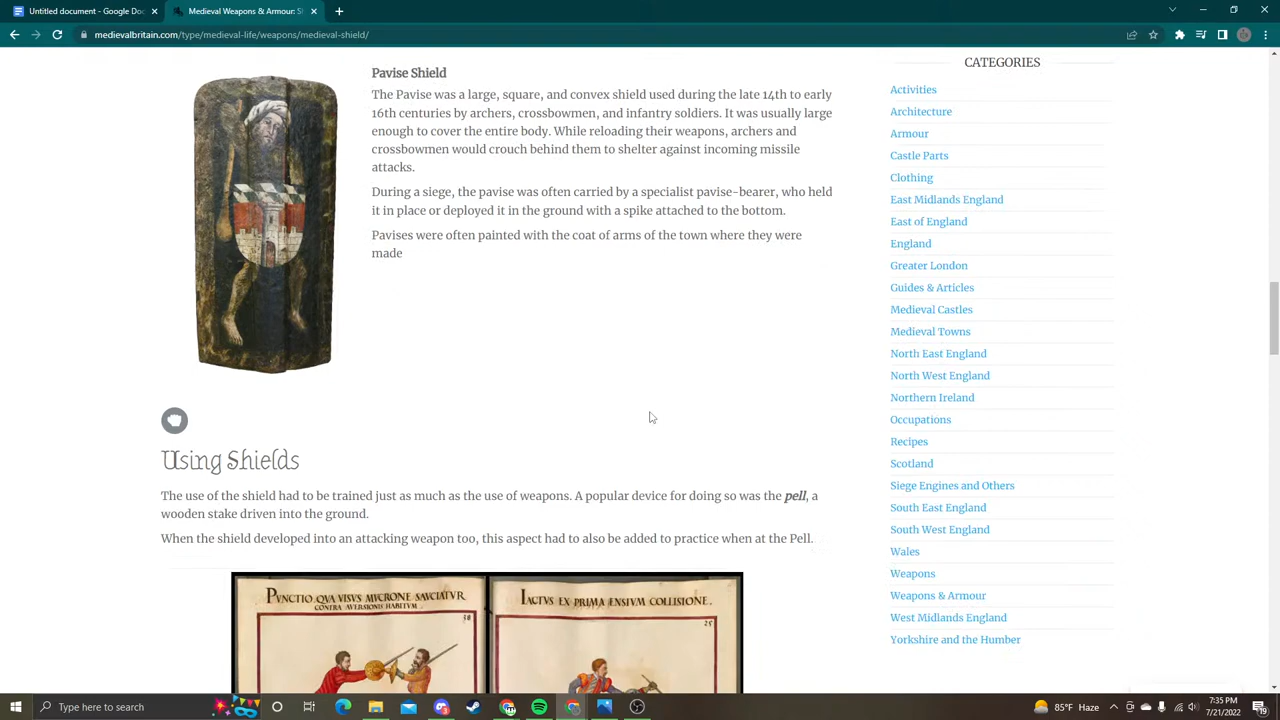 Untitled document - Google Docs
Medieval Weapons & Armour Sh
medievalbritain.com/type/medieval-life/weapons/medieval-shield/
Pavise Shield
The Pavise was a large, square, and convex shield used during the late 14th to early
16th centuries by archers, crossbowmen, and infantry soldiers. It was usually large
enough to cover the entire body. While reloading their weapons, archers and
crossbowmen would crouch behind them to shelter against incoming missile
attacks.
During a siege, the pavise was often carried by a specialist pavise-bearer, who held
it in place or deployed it in the ground with a spike attached to the bottom.
Pavises were often painted with the coat of arms of the town where they were
made
Using Shields
The use of the shield had to be trained just as much as the use of weapons. A popular device for doing so was the pell, a
wooden stake driven into the ground.
When the shield developed into an attacking weapon too, this aspect had to also be added to practice when at the Pell.
PVNCTIO, QVA VISVS MVCRONE SAVCIATVR
CONTRA AVERSIONIS HABITVM
38
IACTVS EX PRIMA ENSIVM COLLISIONE.
25
CATEGORIES
Activities
Architecture
Armour
Castle Parts
Clothing
East Midlands England
East of England
England
Greater London
Guides & Articles
Medieval Castles
Medieval Towns
North East England
North West England
Northern Ireland
Occupations
Recipes
Scotland
Siege Engines and Others
South East England
South West England
Wales
Weapons
Weapons & Armour
West Midlands England
Yorkshire and the Humber
Type here to search
7:35 PM
7/21/2022